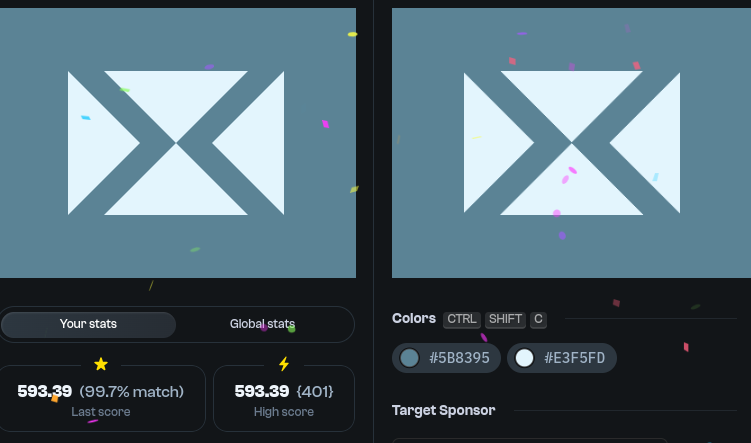 Your stats
Global stats
593.39 (99.7% match)
Last score
593.39 {401}
High score
Colors CTRL SHIFT C
#5B8395 #E3F5FD
Target Sponsor